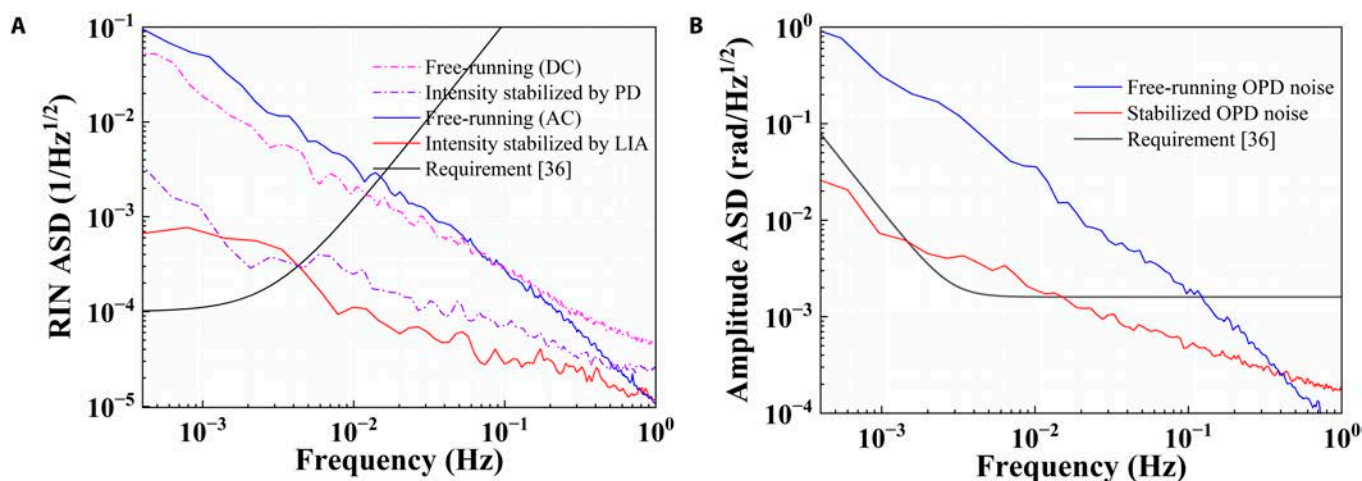 A
RIN ASD (1/Hz^{1/2})
10^{-1}
10^{-2}
10^{-3}
10^{-4}
10^{-5}
Free-running (DC)
Intensity stabilized by PD
Free-running (AC)
Intensity stabilized by LIA
Requirement [36]
10^{-3}
10^{-2}
10^{-1}
10^{0}
Frequency (Hz)
B
Amplitude ASD (rad/Hz^{1/2})
10^{0}
10^{-1}
10^{-2}
10^{-3}
10^{-4}
Free-running OPD noise
Stabilized OPD noise
Requirement [36]
10^{-3}
10^{-2}
10^{-1}
10^{0}
Frequency (Hz)